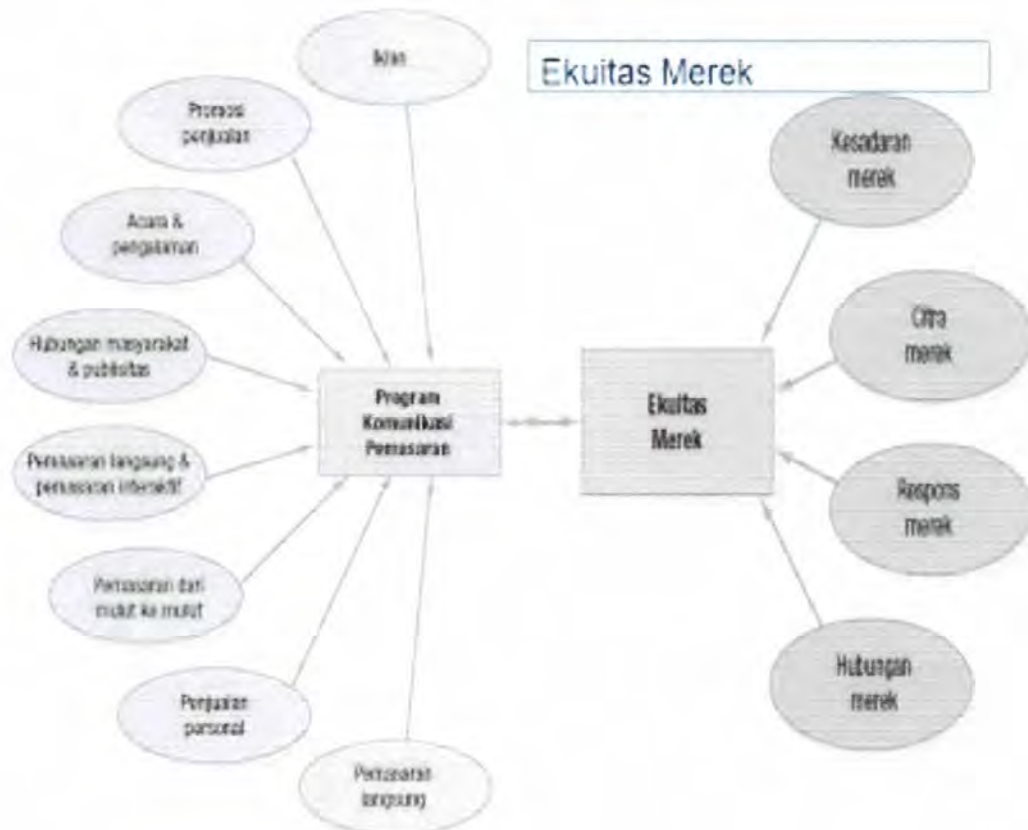 Ekuitas Merek
Iklan
Promosi
penjualan
Acara &
pengalaman
Hubungan masyarakat
& publisitas
Pemasaran langsung &
pemasaran interaktif
Pemasaran dari
mulut ke mulut
Penjualan
personal
Pemasaran
langsung
Program
Komunikasi
Pemasaran
Ekuitas
Merek
Kesadaran
merek
Citra
merek
Respons
merek
Hubungan
merek